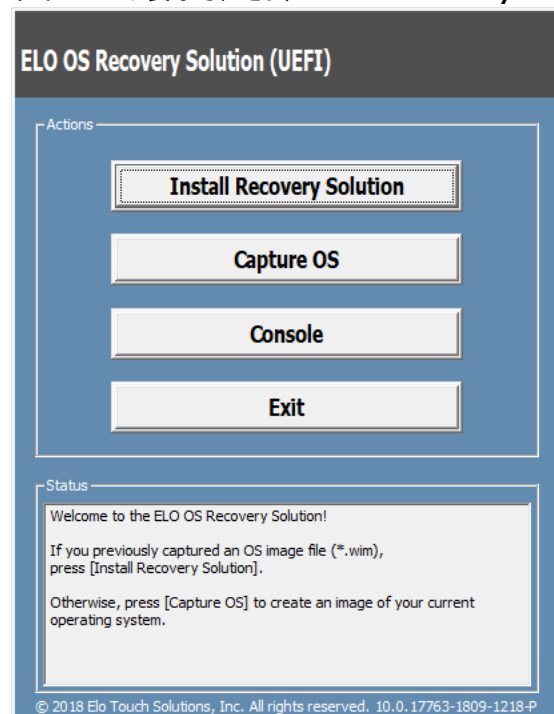 ELO OS Recovery Solution (UEFI)
Actions
Install Recovery Solution
Capture OS
Console
Exit
Status
Welcome to the ELO OS Recovery Solution!
If you previously captured an OS image file (*.wim),
press [Install Recovery Solution].
Otherwise, press [Capture OS] to create an image of your current
operating system.
© 2018 Elo Touch Solutions, Inc. All rights reserved. 10.0.17763-1809-1218-P